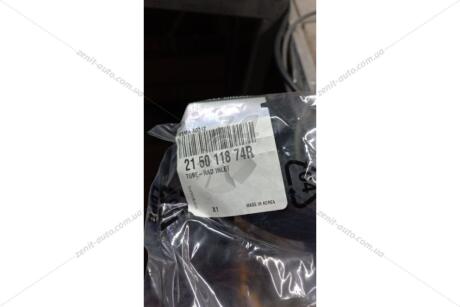 21 50 118 74R
TUBE-RAD INLET
X1
MADE IN KOREA
zenit-auto.com.ua
zenit-auto.com.ua
zenit-auto.com.ua
zenit-auto.com.ua